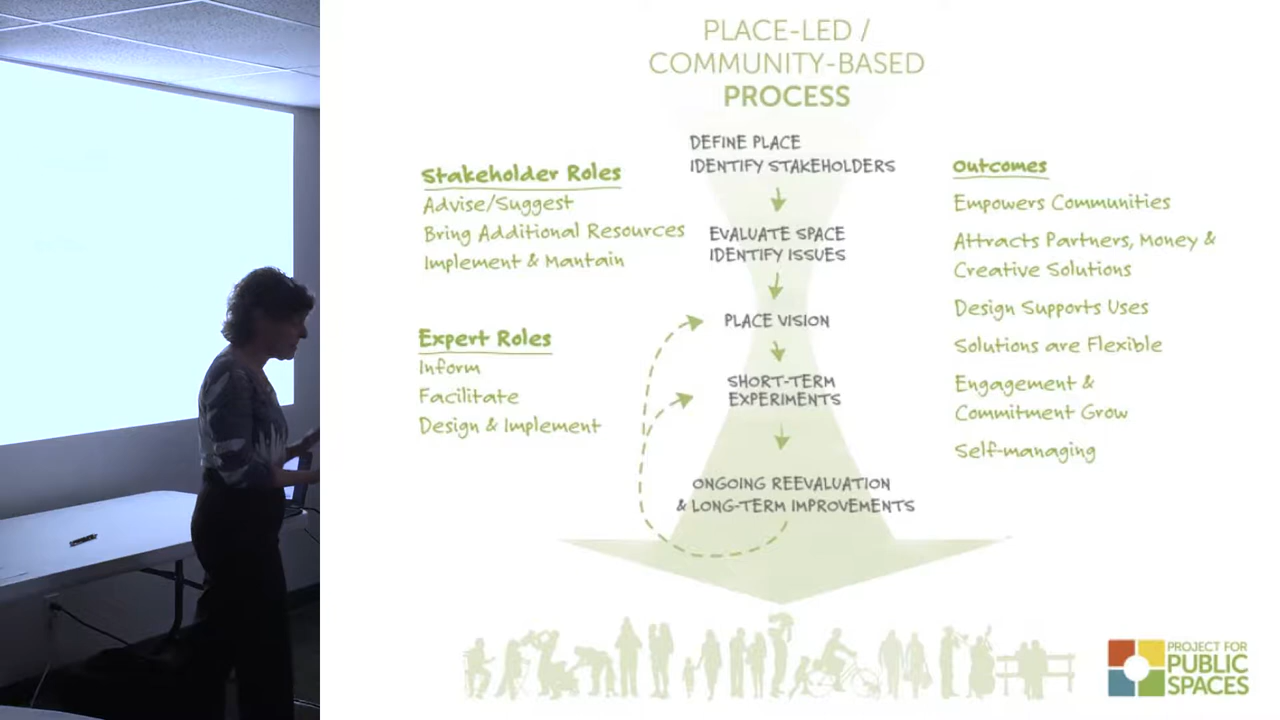 PLACE-LED /
COMMUNITY-BASED
PROCESS
DEFINE PLACE
IDENTIFY STAKEHOLDERS
EVALUATE SPACE
IDENTIFY ISSUES
PLACE VISION
SHORT-TERM
EXPERIMENTS
ONGOING REEVALUATION
& LONG-TERM IMPROVEMENTS
Stakeholder Roles
Advise/Suggest
Bring Additional Resources
Implement & Mantain
Expert Roles
Inform
Facilitate
Design & Implement
Outcomes
Empowers Communities
Attracts Partners, Money &
Creative Solutions
Design Supports Uses
Solutions are Flexible
Engagement &
Commitment Grow
Self-managing
PROJECT FOR
PUBLIC
SPACES